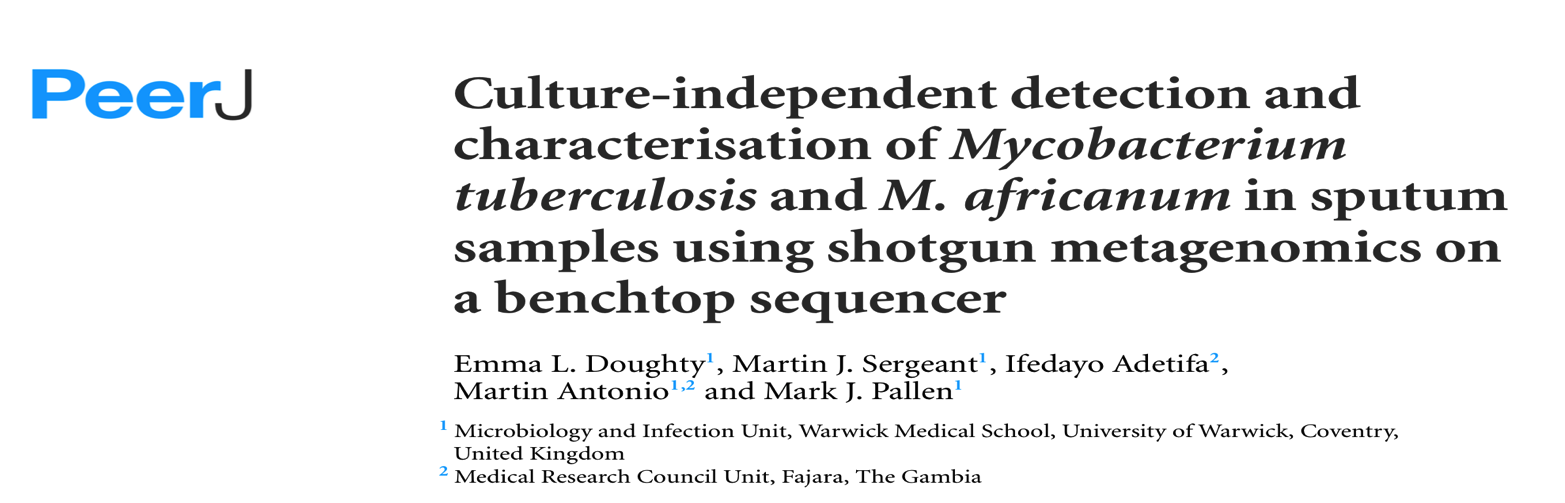 PeerJ
Culture-independent detection and
characterisation of Mycobacterium
tuberculosis and M. africanum in sputum
samples using shotgun metagenomics on
a benchtop sequencer
Emma L. Doughty1, Martin J. Sergeant1, Ifedayo Adetifa2,
Martin Antonio1,2 and Mark J. Pallen1
1 Microbiology and Infection Unit, Warwick Medical School, University of Warwick, Coventry,
United Kingdom
2 Medical Research Council Unit, Fajara, The Gambia